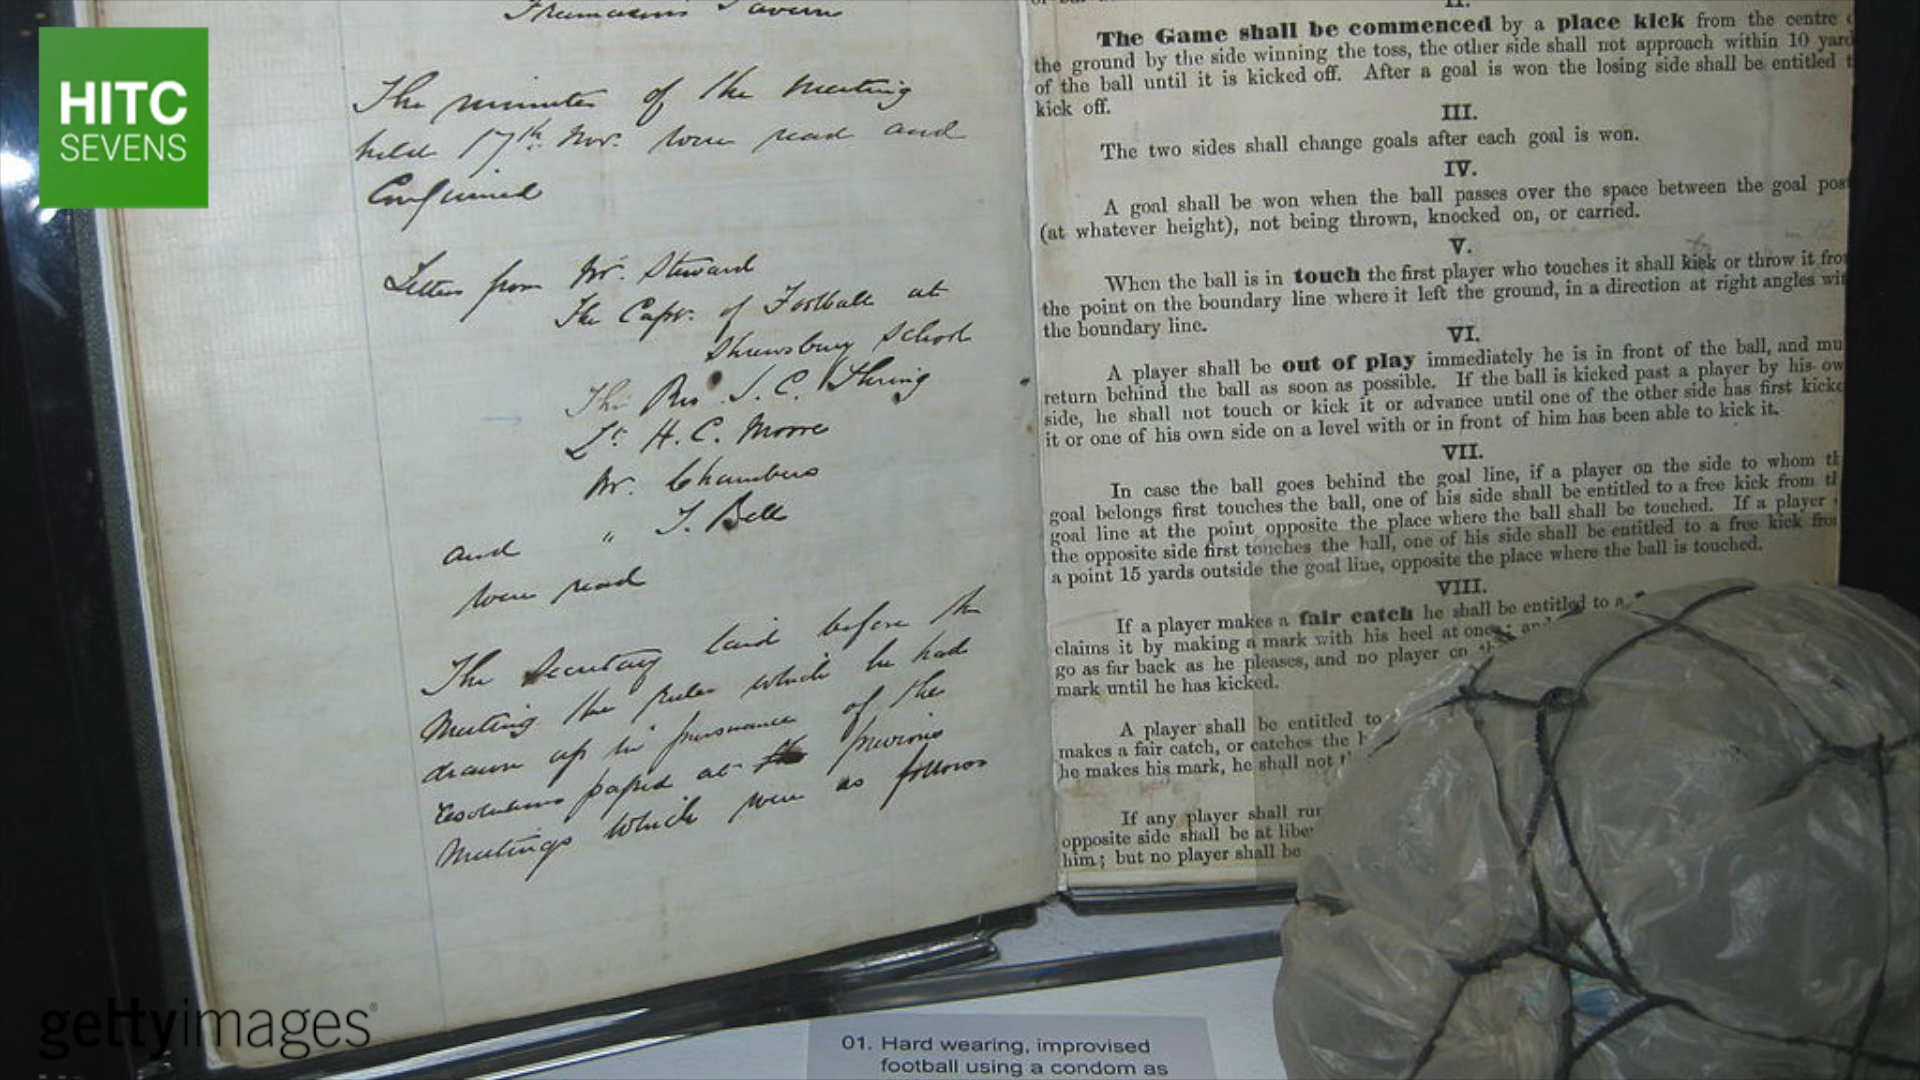 HITC
SEVENS
Freemasons Tavern
The minutes of the Meeting
held 17th Nov. were read and
Confirmed
Letters from Mr. Steward
The Capt. of Football at
Shrewsbury School
The Rev. J. C. Thring
Lt. H. C. Moore
Mr. Chambers
and " T. Bell
were read
The Secretary laid before the
Meeting the rules which he had
drawn up in pursuance of the
resolutions passed at the previous
Meetings which were as follows
II.
The Game shall be commenced by a place kick from the centre
the ground by the side winning the toss, the other side shall not approach within 10 yard
of the ball until it is kicked off. After a goal is won the losing side shall be entitled t
kick off.
III.
The two sides shall change goals after each goal is won.
IV.
A goal shall be won when the ball passes over the space between the goal pos
(at whatever height), not being thrown, knocked on, or carried.
V.
When the ball is in touch the first player who touches it shall kick or throw it fro
the point on the boundary line where it left the ground, in a direction at right angles wit
the boundary line.
VI.
A player shall be out of play immediately he is in front of the ball, and mu
return behind the ball as soon as possible. If the ball is kicked past a player by his ow
side, he shall not touch or kick it or advance until one of the other side has first kicke
it or one of his own side on a level with or in front of him has been able to kick it.
VII.
In case the ball goes behind the goal line, if a player on the side to whom th
goal belongs first touches the ball, one of his side shall be entitled to a free kick from th
goal line at the point opposite the place where the ball shall be touched. If a player
the opposite side first touches the ball, one of his side shall be entitled to a free kick from
a point 15 yards outside the goal line, opposite the place where the ball is touched.
VIII.
If a player makes a fair catch he shall be entitled to a
claims it by making a mark with his heel at once; and
go as far back as he pleases, and no player on
mark until he has kicked.
A player shall be entitled to
makes a fair catch, or catches the
he makes his mark, he shall not
If any player shall run
opposite side shall be at liber
him; but no player shall be
gettyimages®
01. Hard wearing, improvised
football using a condom as